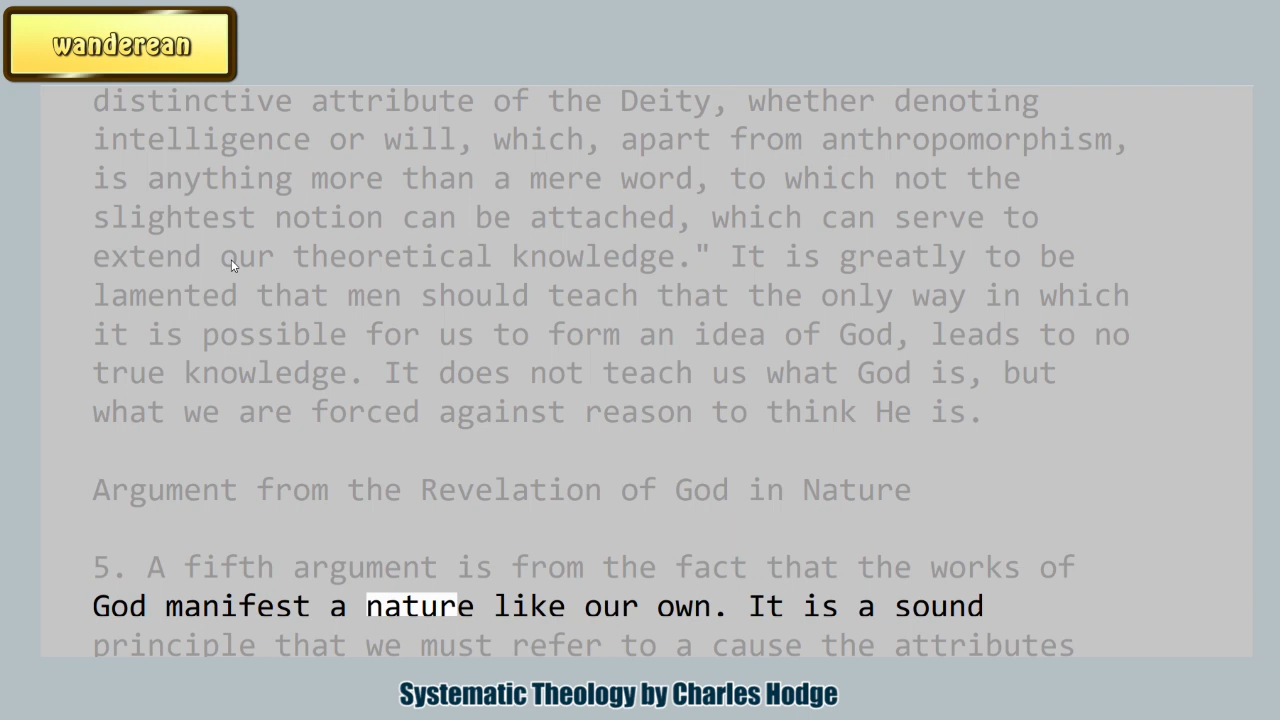 wanderean
distinctive attribute of the Deity, whether denoting
intelligence or will, which, apart from anthropomorphism,
is anything more than a mere word, to which not the
slightest notion can be attached, which can serve to
extend our theoretical knowledge." It is greatly to be
lamented that men should teach that the only way in which
it is possible for us to form an idea of God, leads to no
true knowledge. It does not teach us what God is, but
what we are forced against reason to think He is.
Argument from the Revelation of God in Nature
5. A fifth argument is from the fact that the works of
God manifest a nature like our own. It is a sound
principle that we must refer to a cause the attributes
Systematic Theology by Charles Hodge